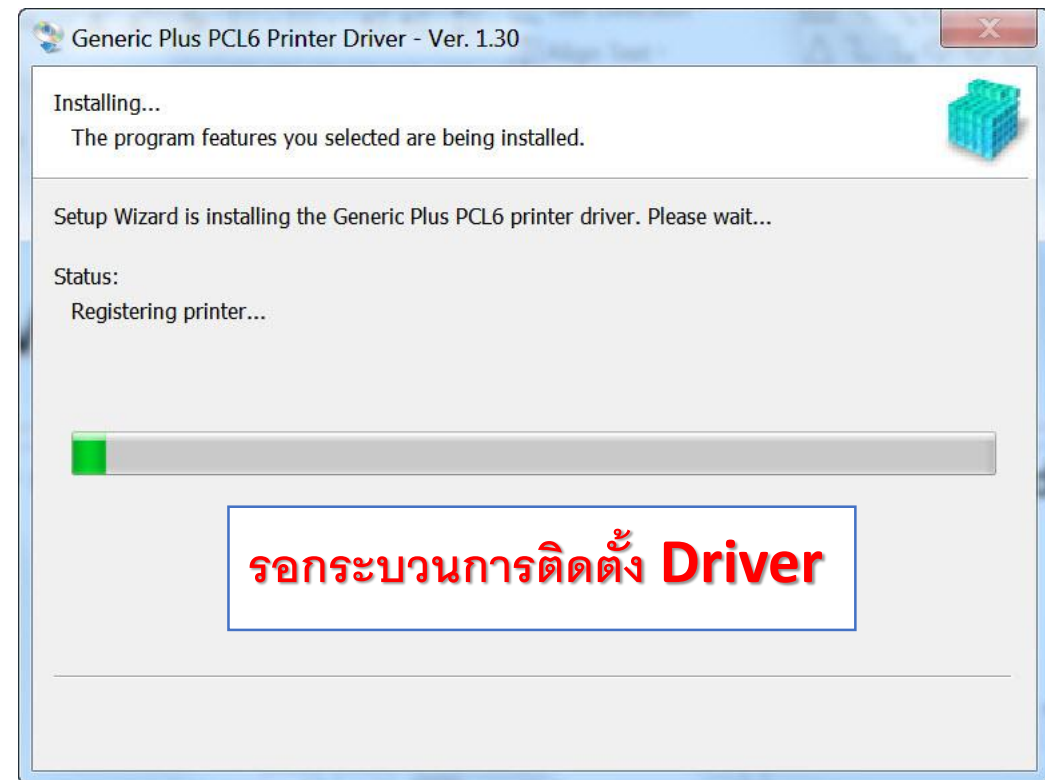 Generic Plus PCL6 Printer Driver - Ver. 1.30
Installing...
The program features you selected are being installed.
Setup Wizard is installing the Generic Plus PCL6 printer driver. Please wait...
Status:
Registering printer...
รอกระบวนการติดตั้ง Driver